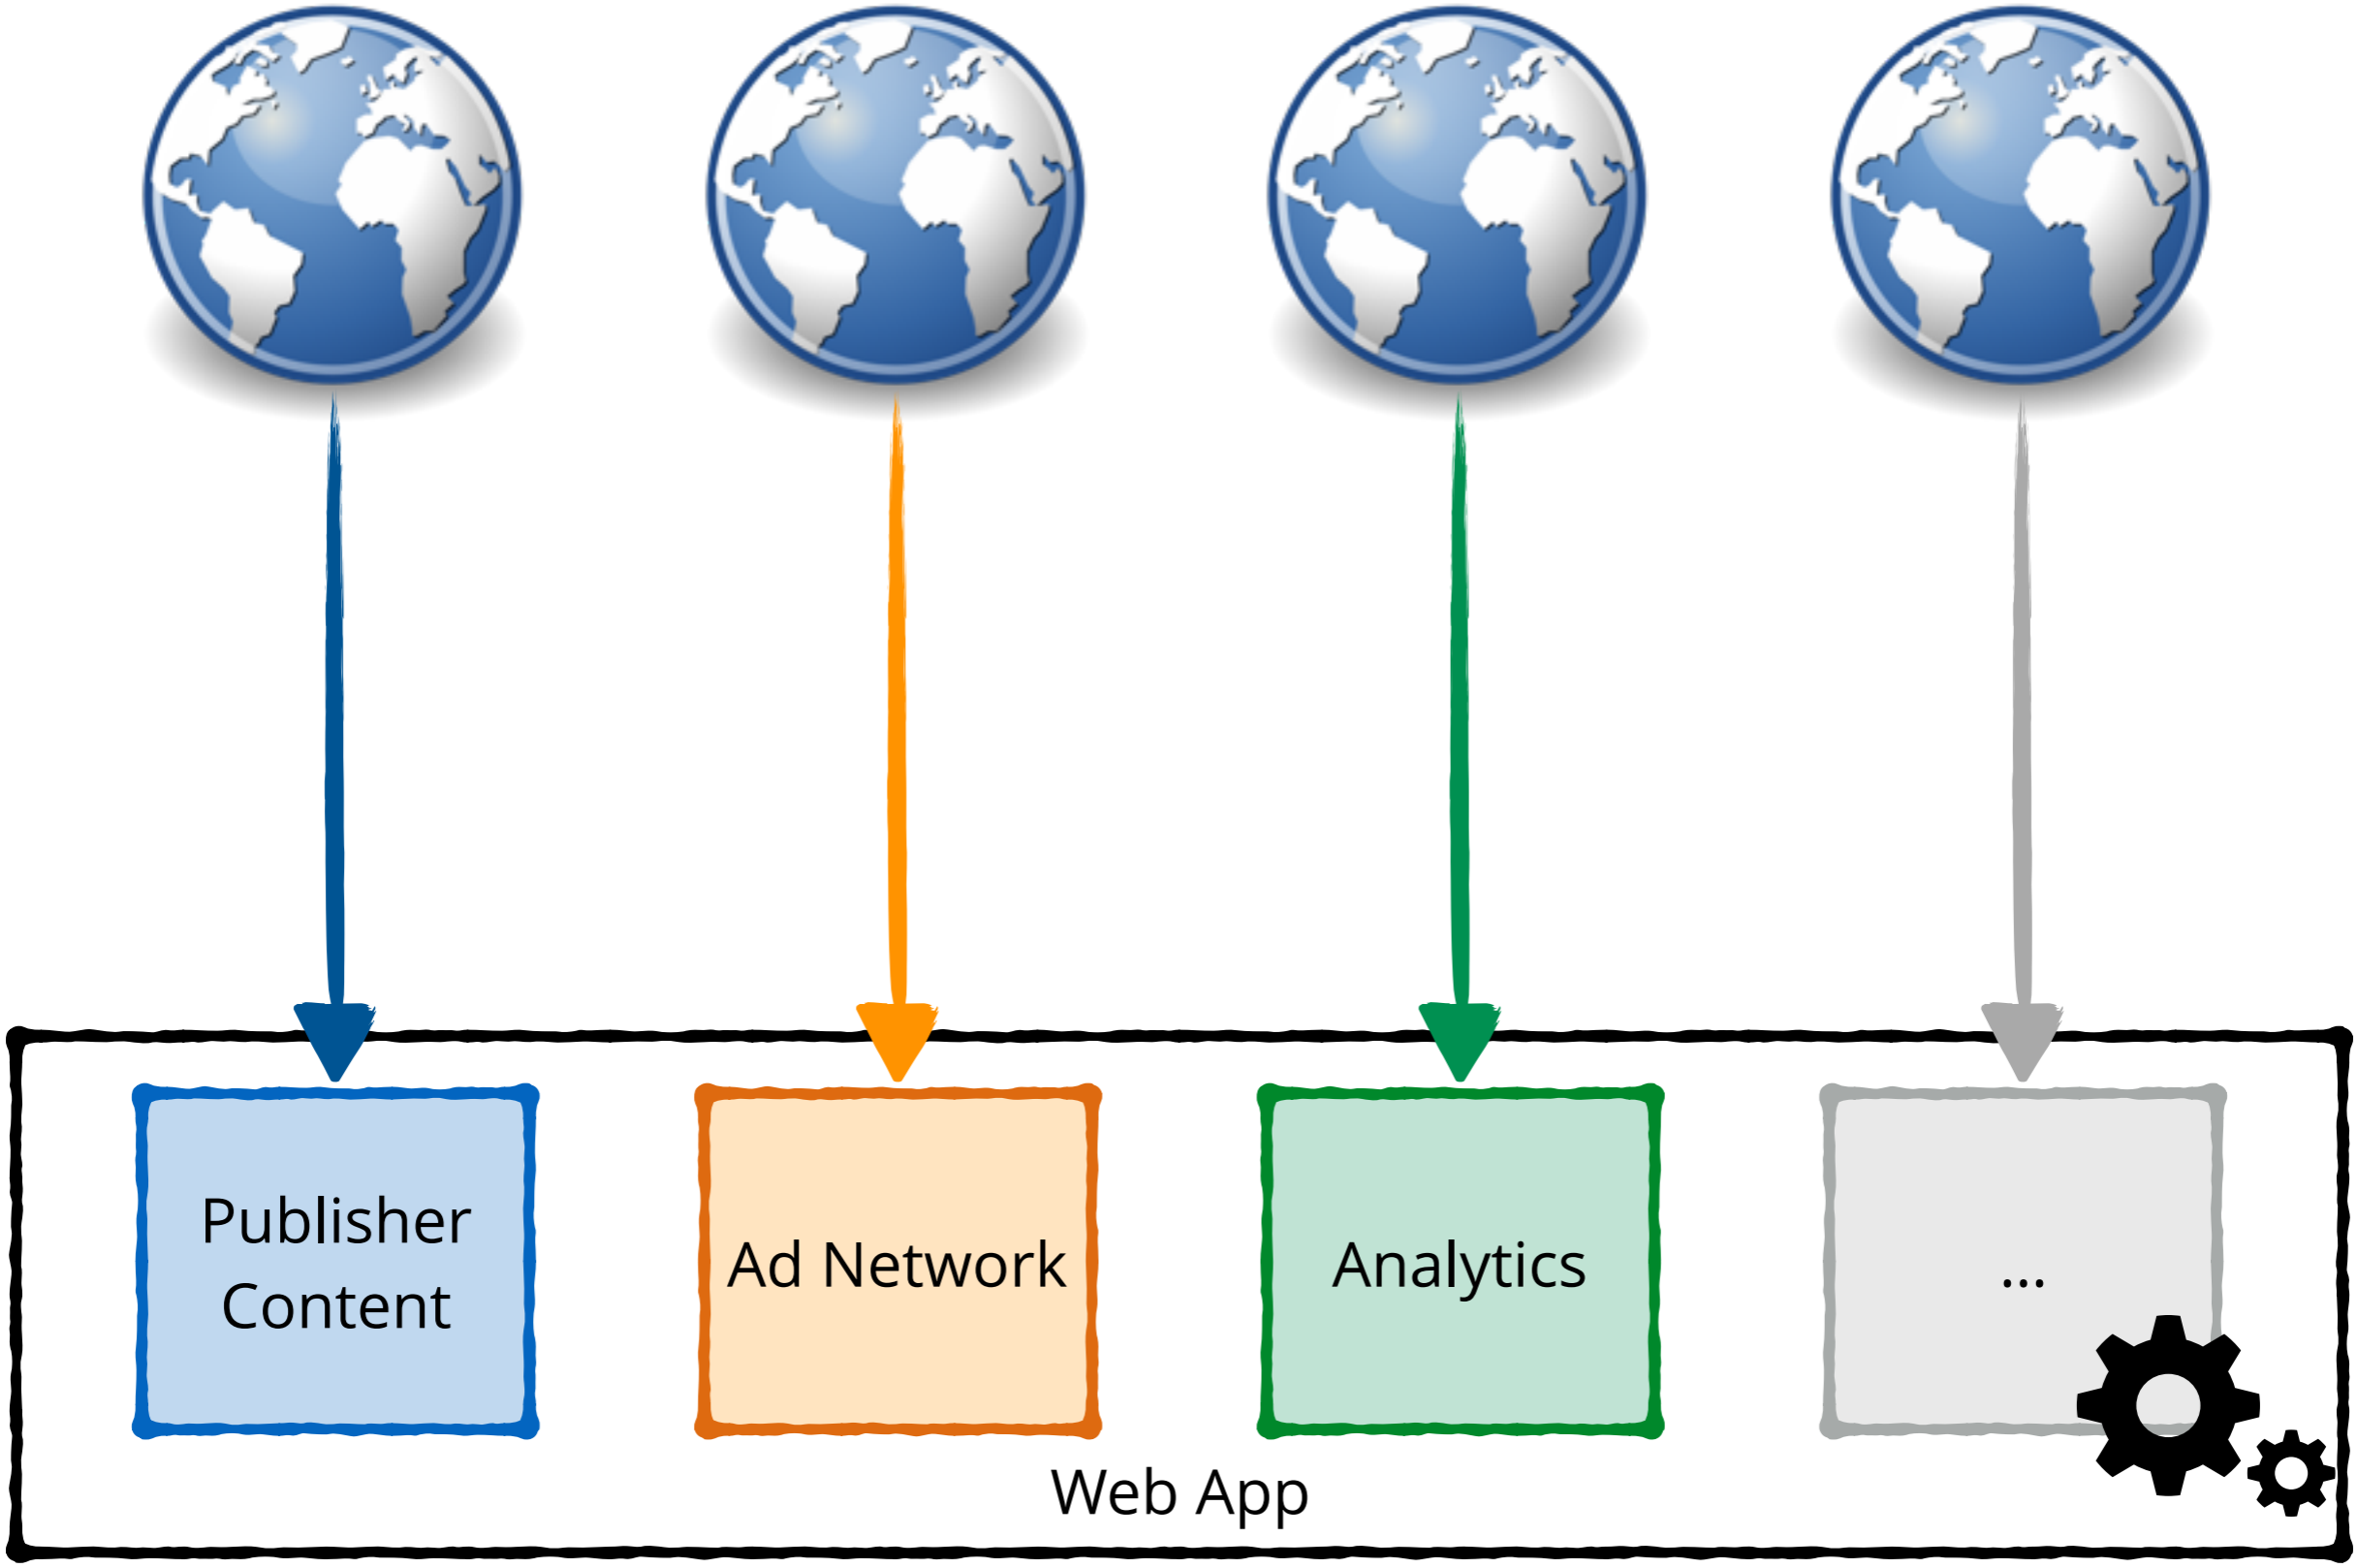 Publisher
Content
Ad Network
Analytics
...
Web App